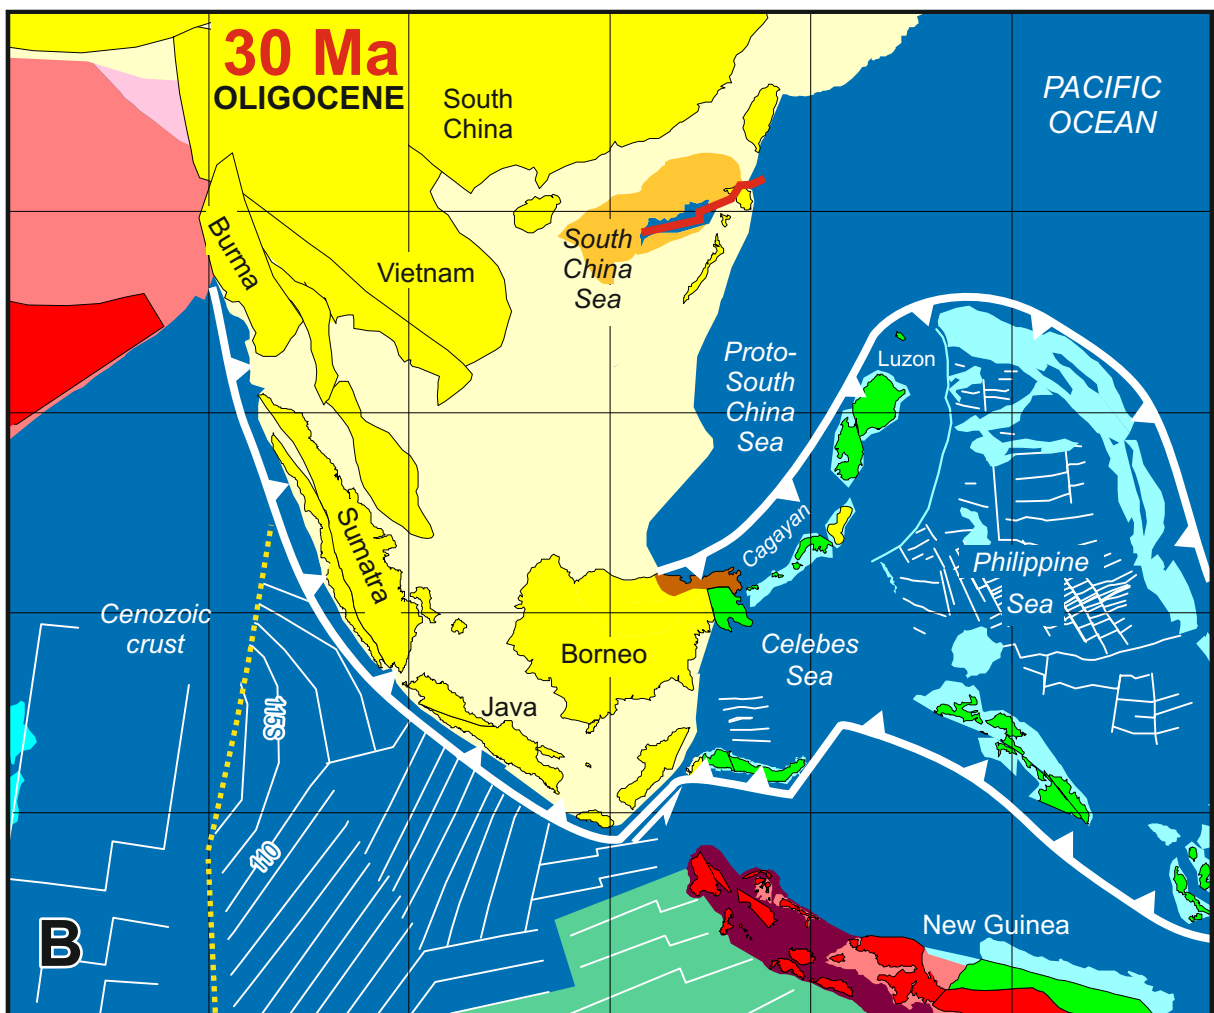 30 Ma
OLIGOCENE
South
China
PACIFIC
OCEAN
Burma
Vietnam
South
China
Sea
Proto-
South
China
Sea
Luzon
Sumatra
Cagayan
Philippine
Sea
Cenozoic
crust
Borneo
Celebes
Sea
Java
115S
110
New Guinea
B